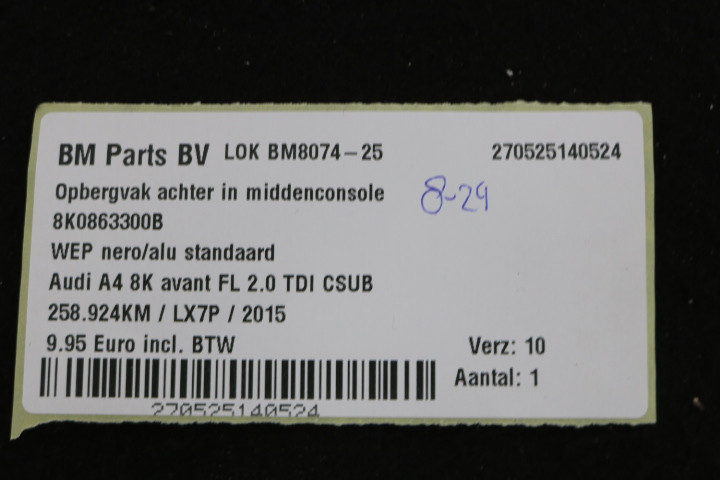 BM Parts BV LOK BM8074-25 270525140524
Opbergvak achter in middenconsole 8-29
8K0863300B
WEP nero/alu standaard
Audi A4 8K avant FL 2.0 TDI CSUB
258.924KM / LX7P / 2015
9.95 Euro incl. BTW Verz: 10
Aantal: 1
270525140524